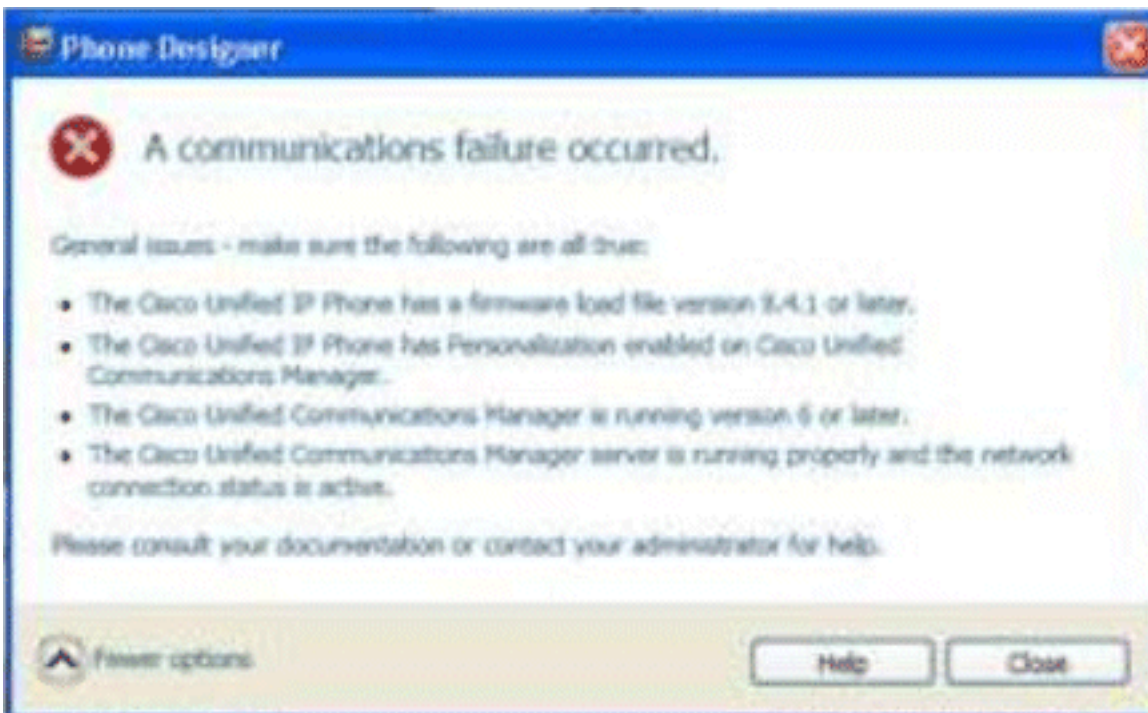 Phone Designer
A communications failure occurred.
General issues - make sure the following are all true:
• The Cisco Unified IP Phone has a firmware load file version 8.4.1 or later.
• The Cisco Unified IP Phone has Personalization enabled on Cisco Unified
Communications Manager.
• The Cisco Unified Communications Manager is running version 6 or later.
• The Cisco Unified Communications Manager server is running properly and the network
connection status is active.
Please consult your documentation or contact your administrator for help.
Fewer options
Help
Close